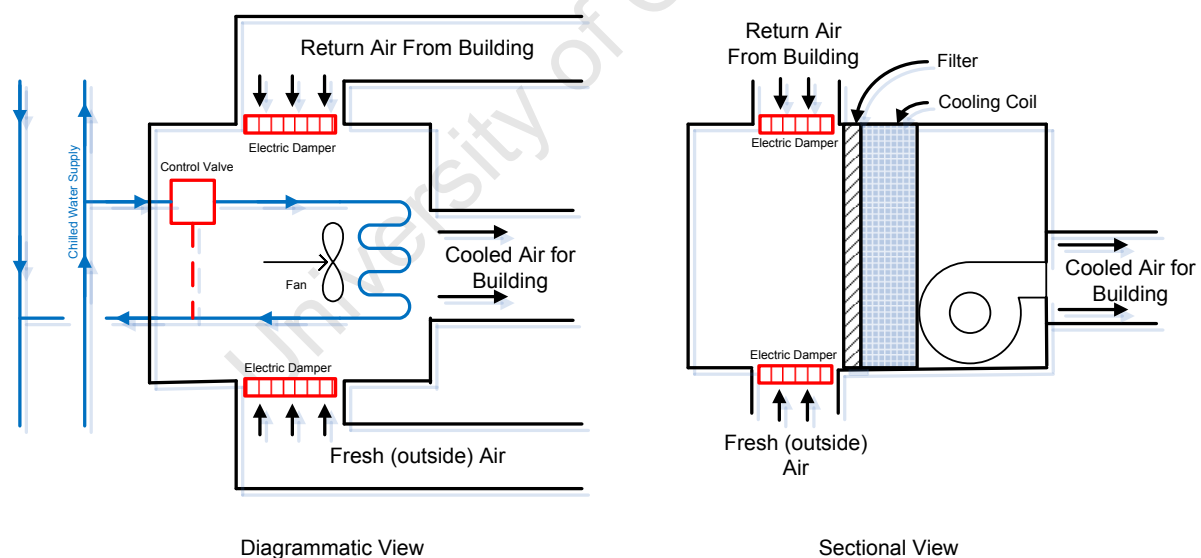 University of C
Return Air From Building
Electric Damper
Control Valve
Chilled Water Supply
Fan
Cooled Air for
Building
Electric Damper
Fresh (outside) Air
Diagrammatic View
Return Air
From Building
Filter
Cooling Coil
Electric Damper
Cooled Air for
Building
Electric Damper
Fresh (outside)
Air
Sectional View